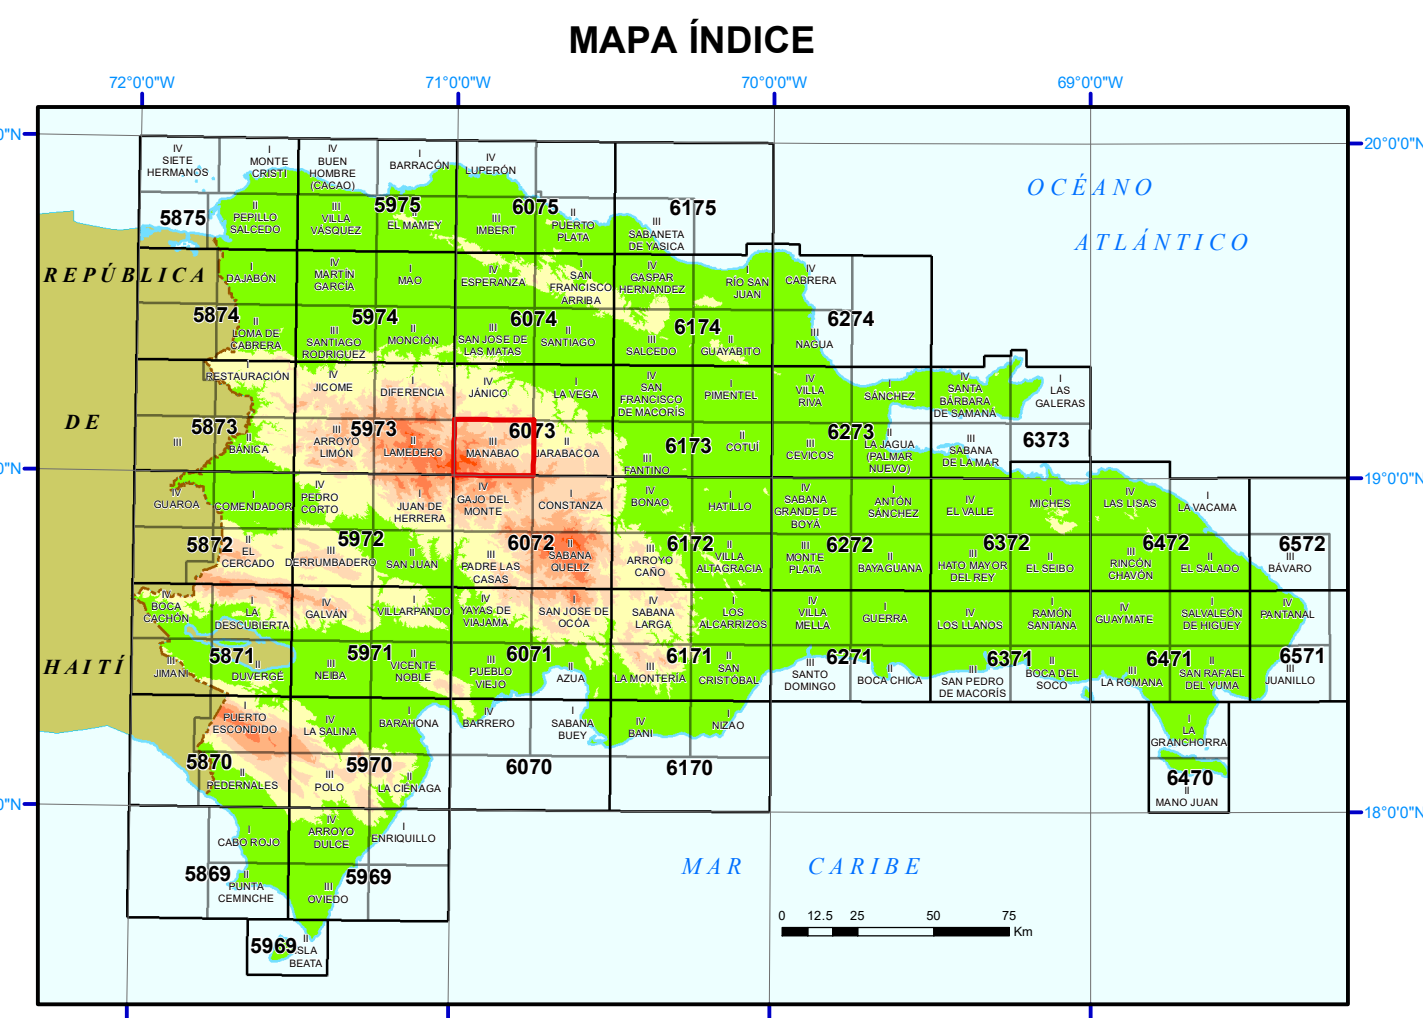 MAPA ÍNDICE
72°0'0"W
71°0'0"W
70°0'0"W
69°0'0"W
0"N
20°0'0"N
OCÉANO
ATLÁNTICO
IV
SIETE
HERMANOS
I
MONTE
CRISTI
IV
BUEN
HOMBRE
(CACAO)
I
BARRACÓN
IV
LUPERÓN
5875
II
PEPILLO
SALCEDO
III
VILLA
VÁSQUEZ
5975
II
EL MAMEY
III
IMBERT
6075
II
PUERTO
PLATA
6175
III
SABANETA
DE YASICA
REPÚBLICA
I
DAJABÓN
IV
MARTÍN
GARCÍA
I
MAO
IV
ESPERANZA
I
SAN
FRANCISCO
ARRIBA
IV
GASPAR
HERNANDEZ
I
RÍO SAN
JUAN
IV
CABRERA
5874
II
LOMA DE
CABRERA
5974
III
SANTIAGO
RODRIGUEZ
II
MONCIÓN
6074
III
SAN JOSE DE
LAS MATAS
II
SANTIAGO
6174
III
SALCEDO
II
GUAYABITO
6274
III
NAGUA
I
RESTAURACIÓN
IV
JICOME
I
DIFERENCIA
IV
JÁNICO
I
LA VEGA
IV
SAN
FRANCISCO
DE MACORÍS
I
PIMENTEL
IV
VILLA
RIVA
I
SÁNCHEZ
IV
SANTA
BÁRBARA
DE SAMANÁ
I
LAS
GALERAS
DE
5873
III
II
BÁNICA
5973
III
ARROYO
LIMÓN
II
LAMEDERO
6073
III
MANABAO
II
JARABACOA
6173
III
FANTINO
II
COTUÍ
6273
III
CEVICOS
II
LA JAGUA
(PALMAR
NUEVO)
6373
III
SABANA
DE LA MAR
0"N
19°0'0"N
IV
GUAROA
I
COMENDADOR
IV
PEDRO
CORTO
I
JUAN DE
HERRERA
IV
GAJO DEL
MONTE
I
CONSTANZA
IV
BONAO
I
HATILLO
IV
SABANA
GRANDE DE
BOYÁ
I
ANTÓN
SÁNCHEZ
IV
EL VALLE
I
MICHES
IV
LAS LISAS
I
LA VACAMA
5872
II
EL
CERCADO
5972
III
DERRUMBADERO
II
SAN JUAN
6072
III
PADRE LAS
CASAS
II
SABANA
QUELIZ
6172
III
ARROYO
CAÑO
II
VILLA
ALTAGRACIA
6272
III
MONTE
PLATA
II
BAYAGUANA
6372
III
HATO MAYOR
DEL REY
II
EL SEIBO
6472
III
RINCÓN
CHAVÓN
II
EL SALADO
6572
III
BÁVARO
IV
BOCA
CACHÓN
I
LA
DESCUBIERTA
IV
GALVÁN
I
VILLARPANDO
IV
YAYAS DE
VIAJAMA
I
SAN JOSE DE
OCÓA
IV
SABANA
LARGA
I
LOS
ALCARRIZOS
IV
VILLA
MELLA
I
GUERRA
IV
LOS LLANOS
I
RAMÓN
SANTANA
IV
GUAYMATE
I
SALVALEÓN
DE HIGÜEY
IV
PANTANAL
HAITÍ
5871
III
JIMANI
II
DUVERGÉ
5971
III
NEIBA
II
VICENTE
NOBLE
6071
III
PUEBLO
VIEJO
II
AZUA
6171
III
LA MONTERÍA
II
SAN
CRISTÓBAL
6271
III
SANTO
DOMINGO
II
BOCA CHICA
6371
III
SAN PEDRO
DE MACORÍS
II
BOCA DEL
SOCO
6471
III
LA ROMANA
II
SAN RAFAEL
DEL YUMA
6571
III
JUANILLO
I
PUERTO
ESCONDIDO
IV
LA SALINA
I
BARAHONA
IV
BARRERO
I
SABANA
BUEY
IV
BANI
I
NIZAO
I
LA
GRANCHORRA
5870
II
PEDERNALES
5970
III
POLO
II
LA CIÉNAGA
6070
6170
6470
II
MANO JUAN
0"N
18°0'0"N
I
CABO ROJO
IV
ARROYO
DULCE
I
ENRIQUILLO
MAR CARIBE
5869
II
PUNTA
CEMINCHE
5969
III
OVIEDO
0 12.5 25 50 75
Km
5969
II
ISLA
BEATA